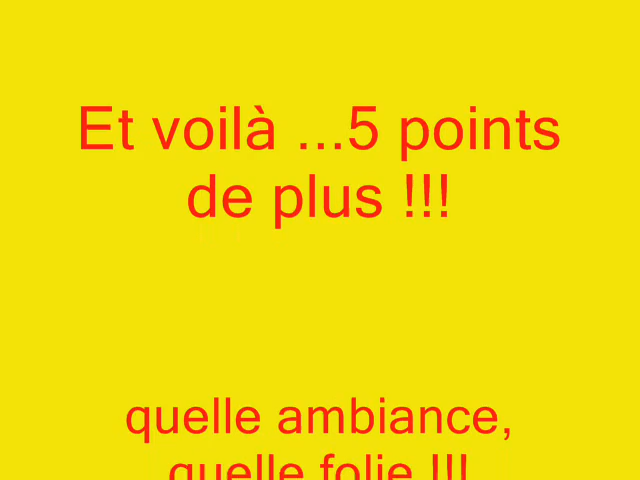 Et voilà ...5 points
de plus !!!
quelle ambiance,
quelle folie !!!